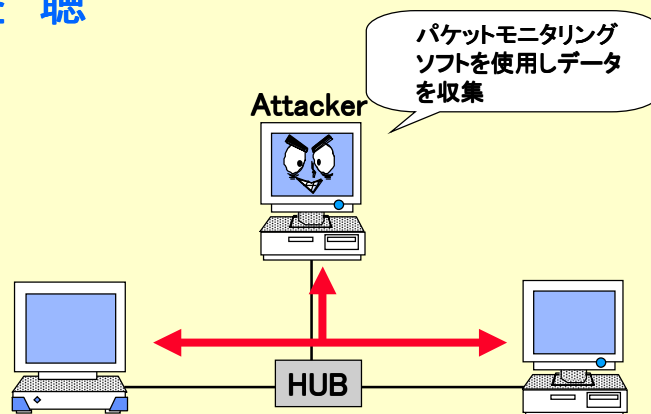 聴
パケットモニタリング
ソフトを使用しデータ
を収集
Attacker
HUB